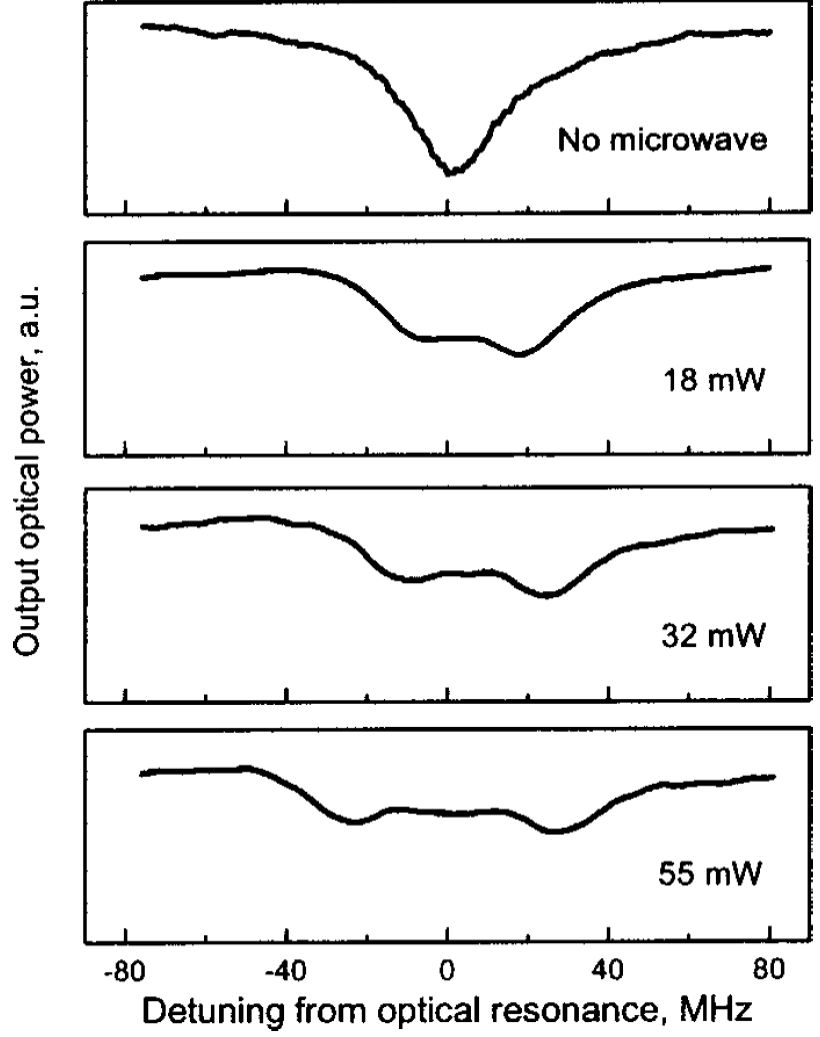 No microwave
18 mW
32 mW
55 mW
Output optical power, a.u.
-80 -40 0 40 80
Detuning from optical resonance, MHz